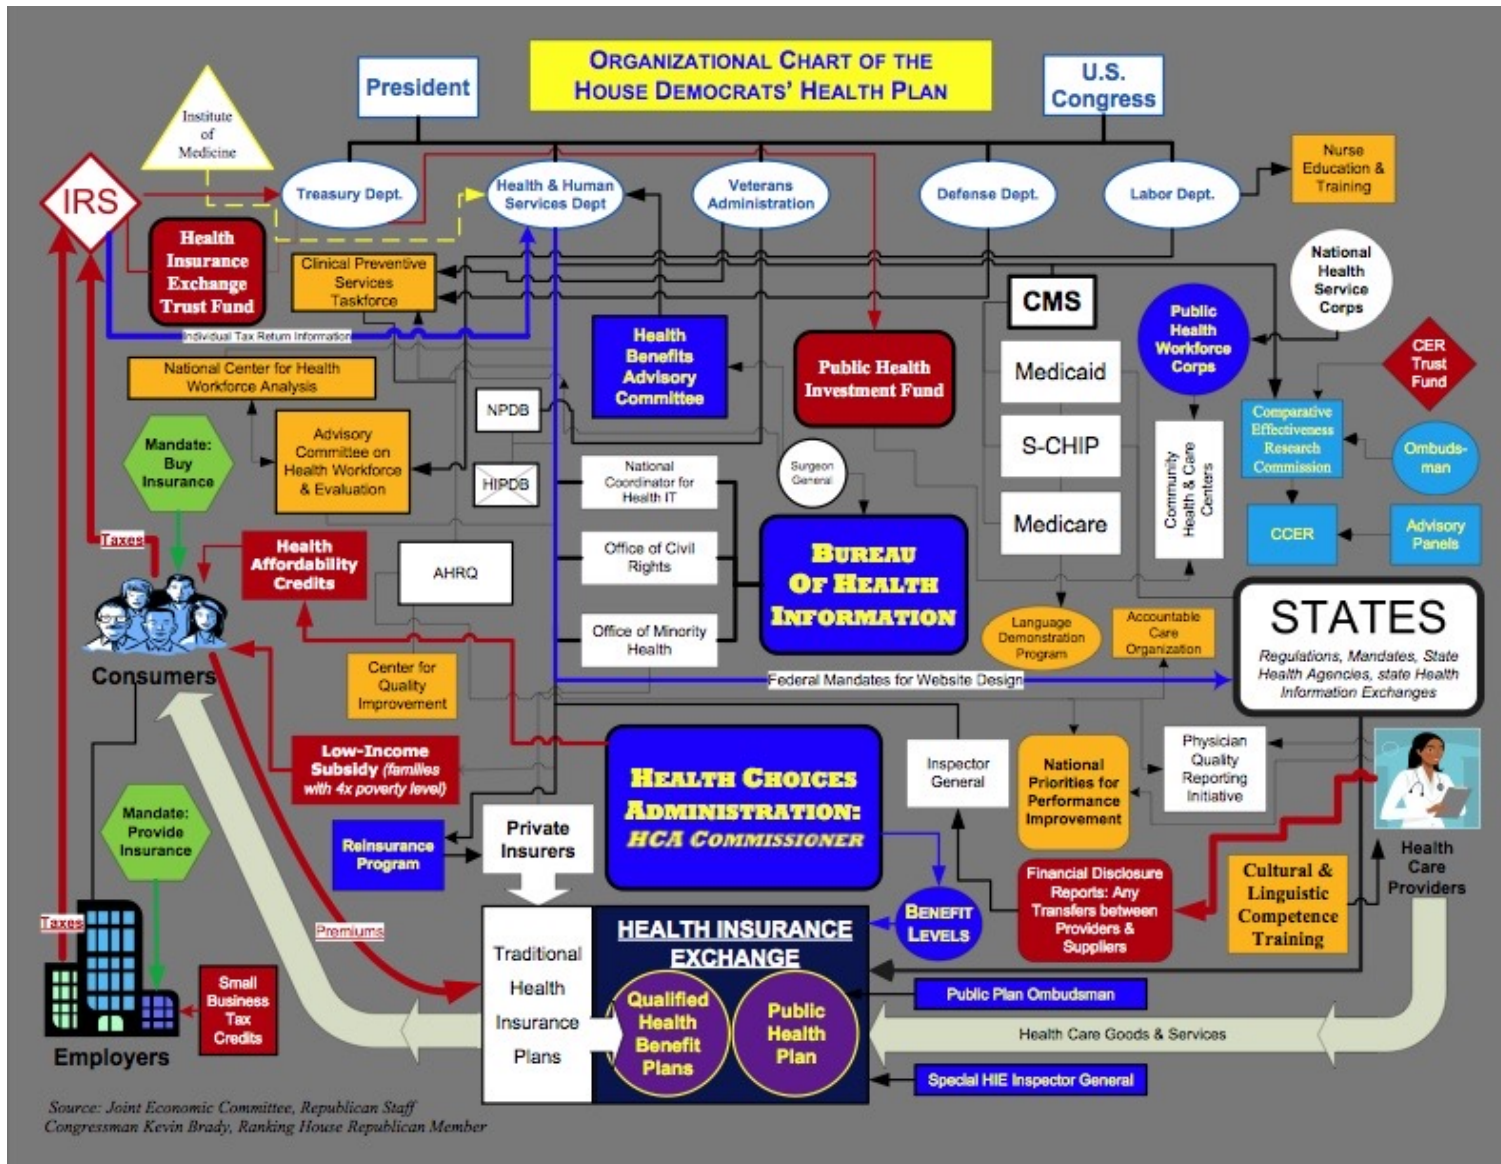 ORGANIZATIONAL CHART OF THE
HOUSE DEMOCRATS' HEALTH PLAN
President
U.S.
Congress
Institute
of
Medicine
IRS
Treasury Dept.
Health & Human
Services Dept
Veterans
Administration
Defense Dept.
Labor Dept.
Nurse
Education &
Training
Health
Insurance
Exchange
Trust Fund
Clinical Preventive
Services
Taskforce
National
Health
Service
Corps
CMS
Public
Health
Workforce
Corps
Individual Tax Return Information
Health
Benefits
Advisory
Committee
Public Health
Investment Fund
CER
Trust
Fund
National Center for Health
Workforce Analysis
Medicaid
NPDB
Comparative
Effectiveness
Research
Commission
Mandate:
Buy
Insurance
Advisory
Committee on
Health Workforce
& Evaluation
S-CHIP
Ombuds-
man
HIPDB
National
Coordinator for
Health IT
Surgeon
General
Community
Health & Care
Centers
Medicare
CCER
Advisory
Panels
Taxes
Health
Affordability
Credits
AHRQ
Office of Civil
Rights
BUREAU
OF HEALTH
INFORMATION
Office of Minority
Health
Language
Demonstration
Program
Accountable
Care
Organization
STATES
Regulations, Mandates, State
Health Agencies, state Health
Information Exchanges
Consumers
Center for
Quality
Improvement
Federal Mandates for Website Design
Low-Income
Subsidy (families
with 4x poverty level)
HEALTH CHOICES
ADMINISTRATION:
HCA COMMISSIONER
Inspector
General
National
Priorities for
Performance
Improvement
Physician
Quality
Reporting
Initiative
Mandate:
Provide
Insurance
Reinsurance
Program
Private
Insurers
Health
Care
Providers
Financial Disclosure
Reports: Any
Transfers between
Providers &
Suppliers
Cultural &
Linguistic
Competence
Training
Taxes
Premiums
BENEFIT
LEVELS
Traditional
Health
Insurance
Plans
HEALTH INSURANCE
EXCHANGE
Qualified
Health
Benefit
Plans
Public
Health
Plan
Public Plan Ombudsman
Small
Business
Tax
Credits
Health Care Goods & Services
Employers
Special HIE Inspector General
Source: Joint Economic Committee, Republican Staff
Congressman Kevin Brady, Ranking House Republican Member